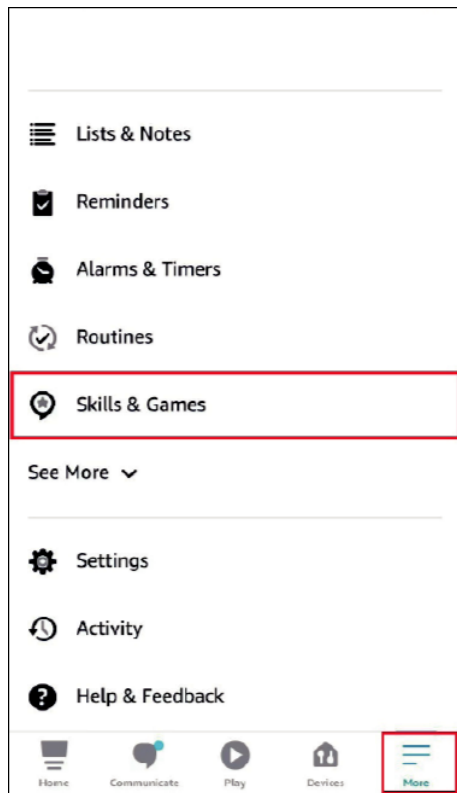 Lists & Notes
Reminders
Alarms & Timers
Routines
Skills & Games
See More
Settings
Activity
Help & Feedback
Home Communicate Play Devices More